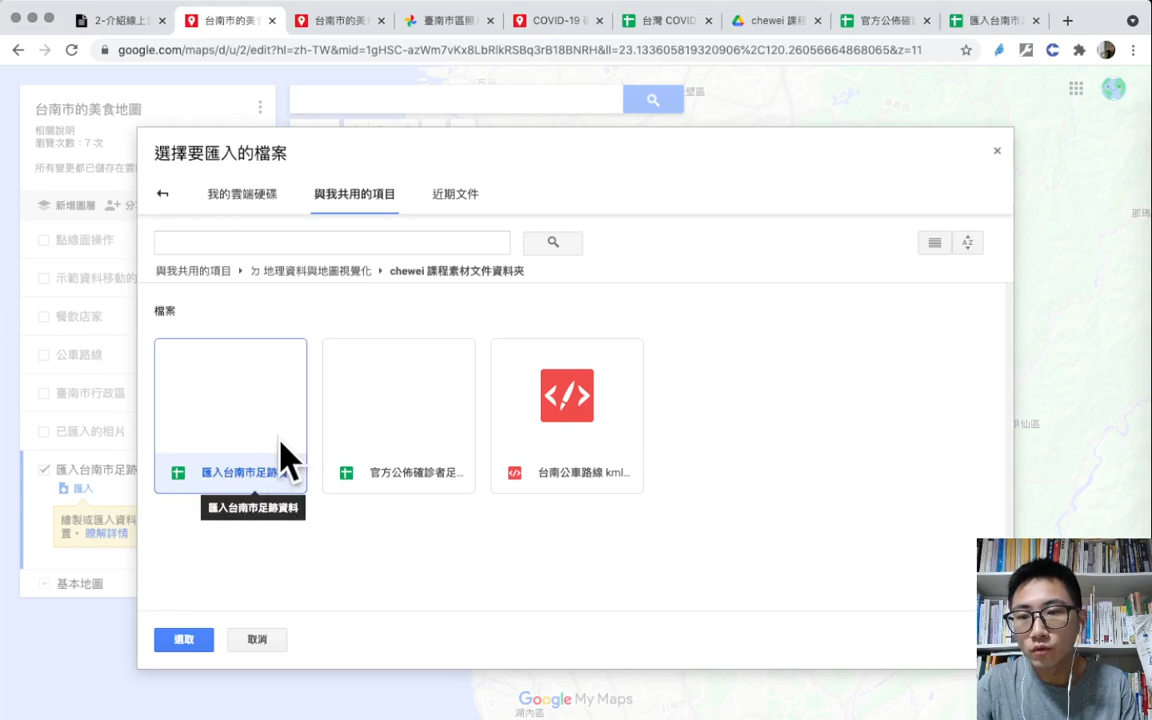 2-介紹線上
台南市的美食
台南市的美
臺南市區
COVID-19
台灣 COVID
chewei 課程
官方公佈確
匯入台南市
google.com/maps/d/u/2/edit?hl=zh-TW&mid=1gHSC-azWm7vKx8LbRlkRSBq3rB18BNRH&ll=23.133605819320906%2C120.26056664868065&z=11
台南市的美食地圖
相關說明
瀏覽次數：7 次
所有變更都已儲存在雲
新增圖層
分
點線面操作
示範資料移動的
餐飲店家
公車路線
臺南市行政區
已匯入的相片
匯入台南市足跡
匯入
繪製或匯入資料
置。瞭解詳情
基本地圖
選擇要匯入的檔案
我的雲端硬碟
與我共用的項目
近期文件
與我共用的項目
ㄉ 地理資料與地圖視覺化
chewei 課程素材文件資料夾
檔案
匯入台南市足跡
官方公佈確診者足...
台南公車路線 kml...
匯入台南市足跡資料
選取
取消
壁區
那瑪
甲仙區
Google My Maps
湖內區